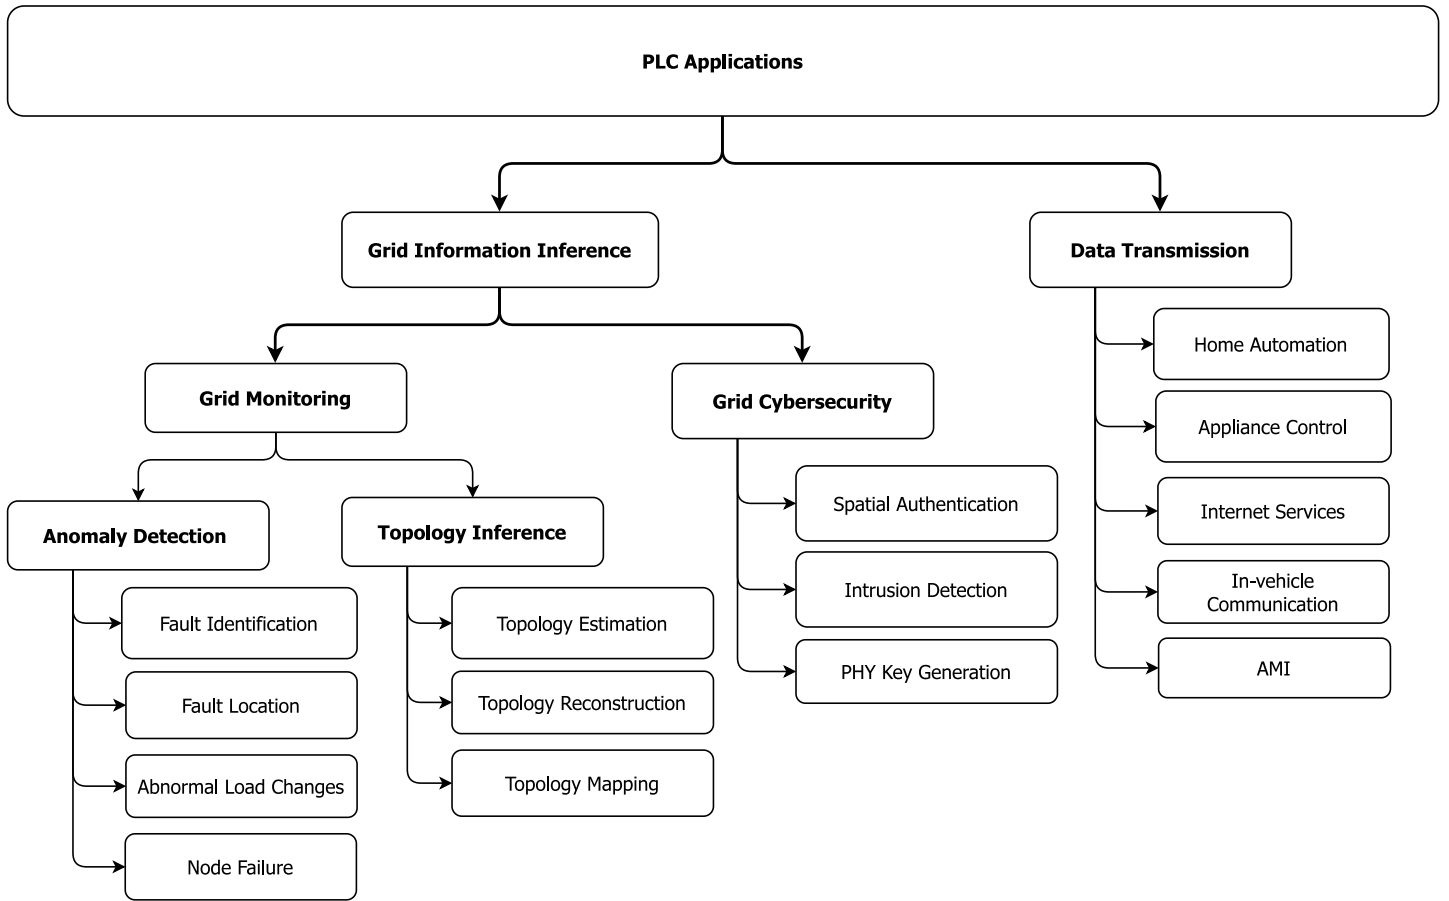 PLC Applications
Grid Information Inference
Data Transmission
Home Automation
Grid Monitoring
Grid Cybersecurity
Appliance Control
Spatial Authentication
Internet Services
Anomaly Detection
Topology Inference
Intrusion Detection
In-vehicle
Communication
Fault Identification
Topology Estimation
PHY Key Generation
AMI
Fault Location
Topology Reconstruction
Abnormal Load Changes
Topology Mapping
Node Failure